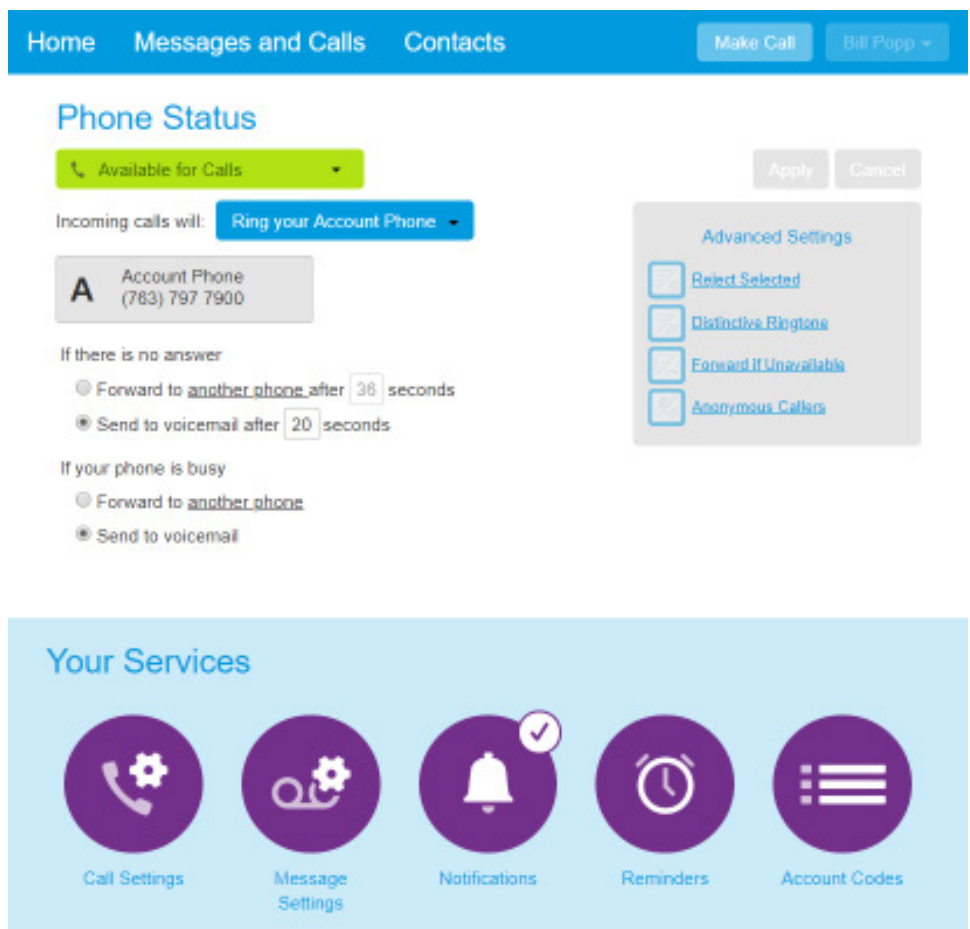 Home Messages and Calls Contacts Make Call Bill Popp
Phone Status
Available for Calls
Apply Cancel
Incoming calls will: Ring your Account Phone
A Account Phone
(763) 797 7900
Advanced Settings
Reject Selected
Distinctive Ringtone
Forward if Unavailable
Anonymous Callers
If there is no answer
Forward to another phone after 36 seconds
Send to voicemail after 20 seconds
If your phone is busy
Forward to another phone
Send to voicemail
Your Services
Call Settings
Message
Settings
Notifications
Reminders
Account Codes